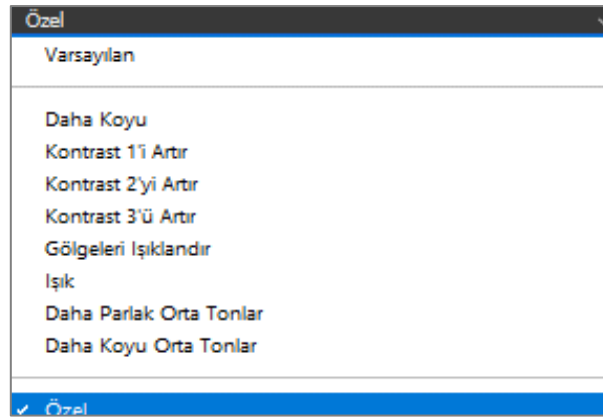 Özel
Varsayılan
Daha Koyu
Kontrast 1'i Artır
Kontrast 2'yi Artır
Kontrast 3'ü Artır
Gölgeleri Işıklandır
Işık
Daha Parlak Orta Tonlar
Daha Koyu Orta Tonlar
Özel